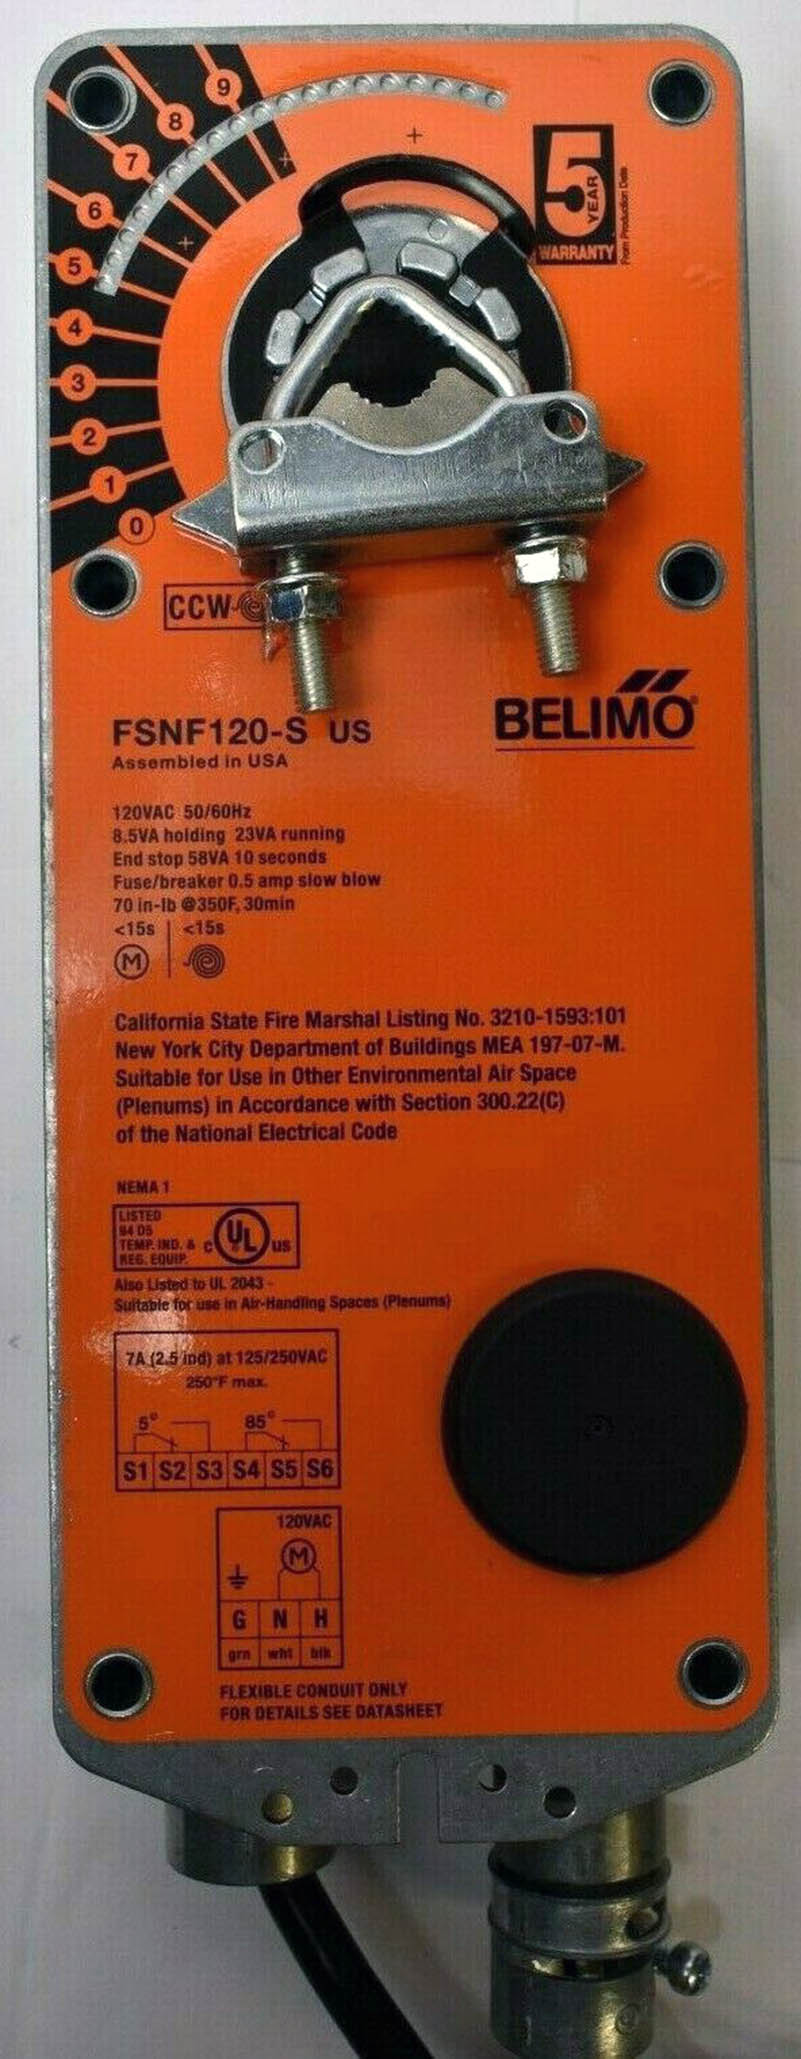 9
8
7
6
5
4
3
2
1
0
5
YEAR
WARRANTY
From Production Date
CCW
FSNF120-S US
BELIMO®
Assembled in USA
120VAC 50/60Hz
8.5VA holding 23VA running
End stop 58VA 10 seconds
Fuse/breaker 0.5 amp slow blow
70 in-lb @350F, 30min
<15s <15s
M
California State Fire Marshal Listing No. 3210-1593:101
New York City Department of Buildings MEA 197-07-M.
Suitable for Use in Other Environmental Air Space
(Plenums) in Accordance with Section 300.22(C)
of the National Electrical Code
NEMA 1
LISTED
94 D5
TEMP. IND. &
REG. EQUIP.
c UL us
Also Listed to UL 2043 -
Suitable for use in Air-Handling Spaces (Plenums)
7A (2.5 ind) at 125/250VAC
250°F max.
5° 85°
S1 S2 S3 S4 S5 S6
120VAC
M
G N H
grn wht blk
FLEXIBLE CONDUIT ONLY
FOR DETAILS SEE DATASHEET